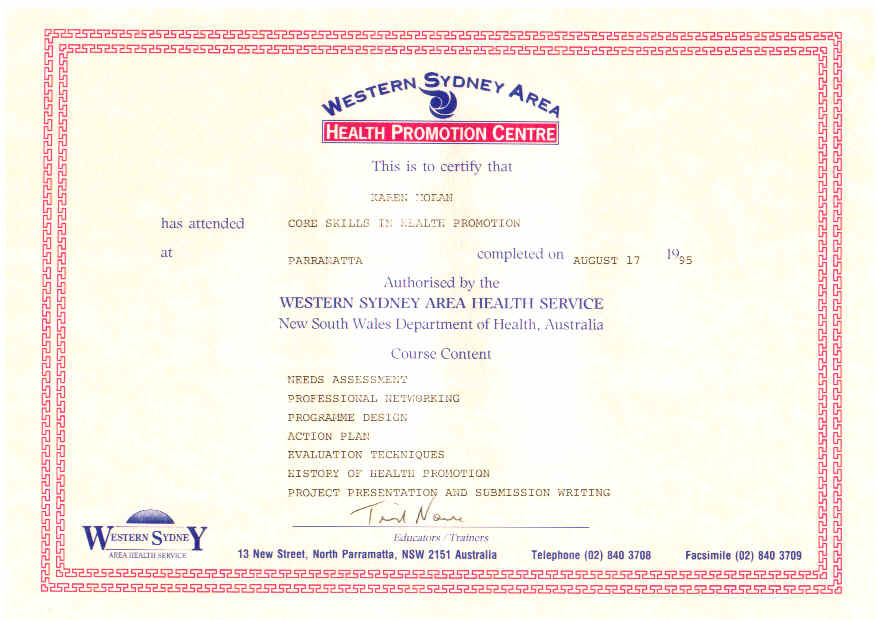 WESTERN SYDNEY AREA
HEALTH PROMOTION CENTRE
This is to certify that
KAREN
has attended CORE SKILLS IN HEALTH PROMOTION
at PARRAMATTA completed on AUGUST 17 1995
Authorised by the
WESTERN SYDNEY AREA HEALTH SERVICE
New South Wales Department of Health, Australia
Course Content
NEEDS ASSESSMENT
PROFESSIONAL NETWORKING
PROGRAMME DESIGN
ACTION PLAN
EVALUATION TECHNIQUES
HISTORY OF HEALTH PROMOTION
PROJECT PRESENTATION AND SUBMISSION WRITING
Educators / Trainers
WESTERN SYDNEY
AREA HEALTH SERVICE
13 New Street, North Parramatta, NSW 2151 Australia Telephone (02) 840 3708 Facsimile (02) 840 3709